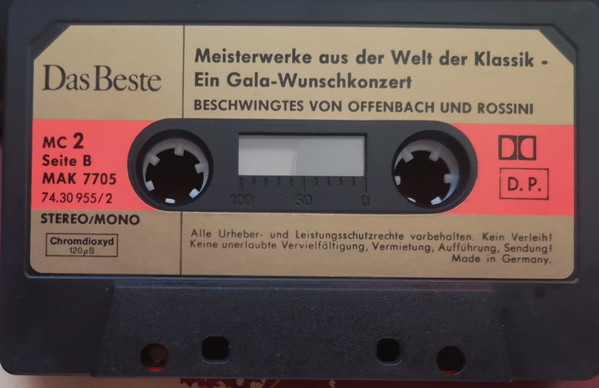 Das Beste
Meisterwerke aus der Welt der Klassik -
Ein Gala-Wunschkonzert
BESCHWINGTES VON OFFENBACH UND ROSSINI
MC 2
Seite B
MAK 7705
74.30 955/2
STEREO/MONO
Chromdioxyd
120µS
100 50 0
D. P.
Alle Urheber- und Leistungsschutzrechte vorbehalten. Kein Verleih!
Keine unerlaubte Vervielfältigung, Vermietung, Aufführung, Sendung!
Made in Germany.